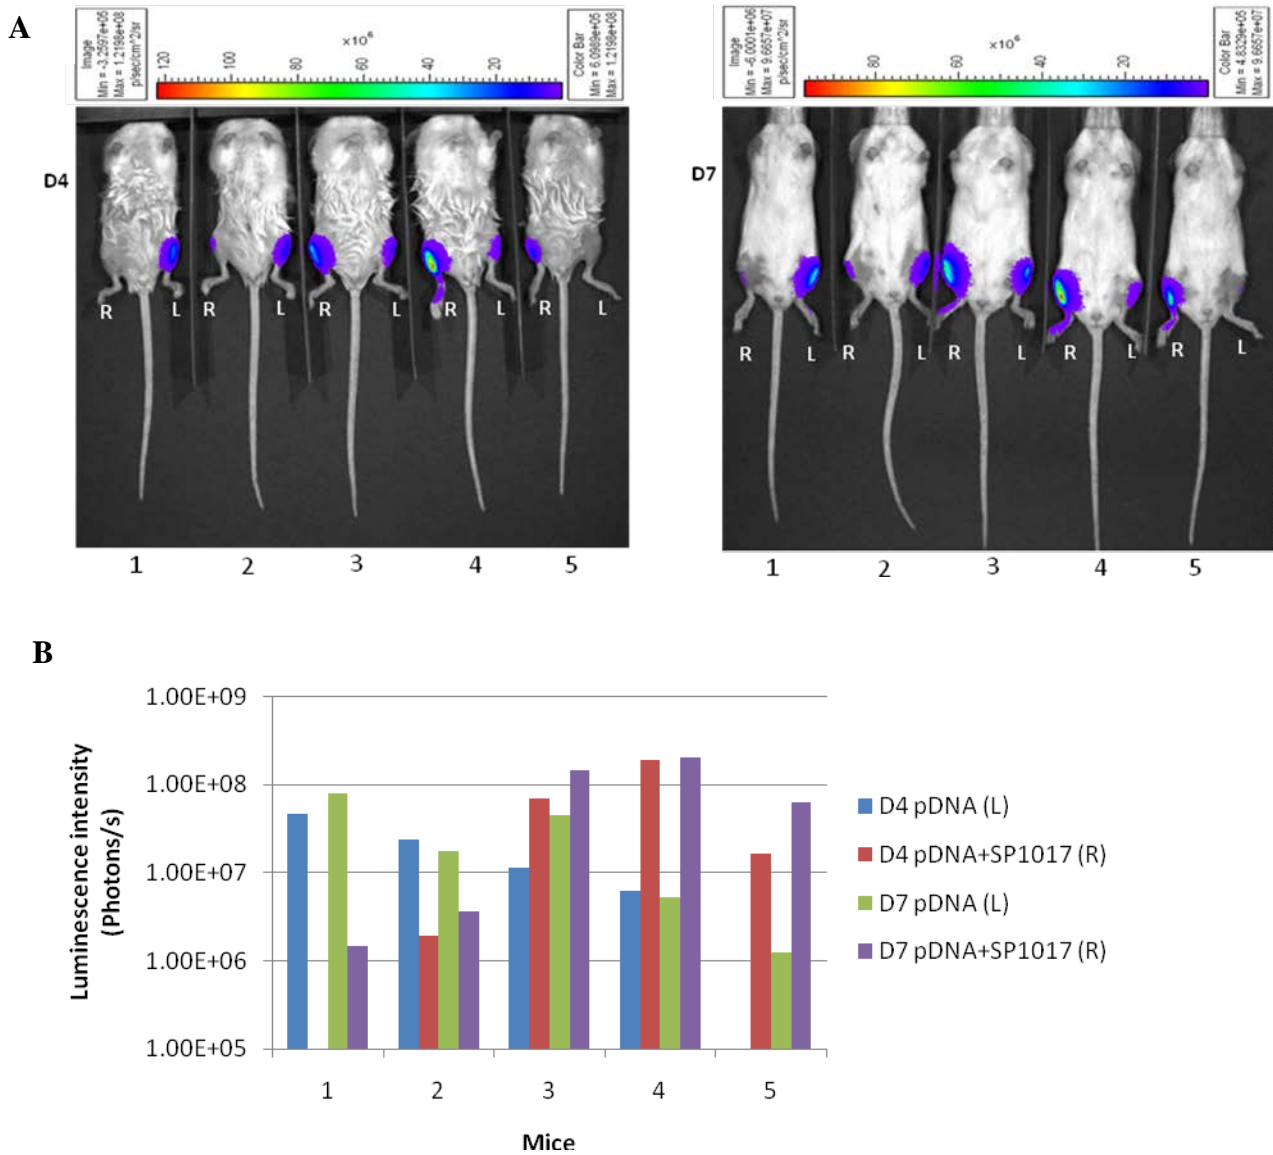 A
Image
Min = -3.2597e+05
Max = 1.2198e+08
p/sec/cm^2/sr
×10 6
120 100 80 60 40 20
Color Bar
Min = 6.0989e+05
Max = 1.2198e+08
D4
R L R L R L R L R L
1 2 3 4 5
Image
Min = -6.0001e+06
Max = 9.6657e+07
p/sec/cm^2/sr
×10 6
80 60 40 20
Color Bar
Min = 4.8329e+05
Max = 9.6657e+07
D7
R L R L R L R L R L
1 2 3 4 5
B
Luminescence intensity
(Photons/s)
1.00E+09
1.00E+08
1.00E+07
1.00E+06
1.00E+05
1 2 3 4 5
Mice
D4 pDNA (L)
D4 pDNA+SP1017 (R)
D7 pDNA (L)
D7 pDNA+SP1017 (R)